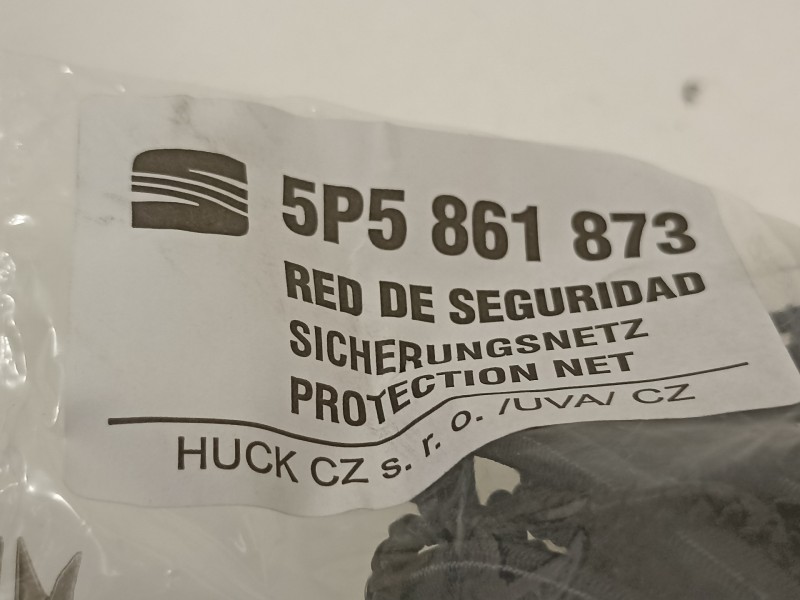 5P5 861 873
RED DE SEGURIDAD
SICHERUNGSNETZ
PROTECTION NET
HUCK CZ s. r. o. /UVA/ CZ